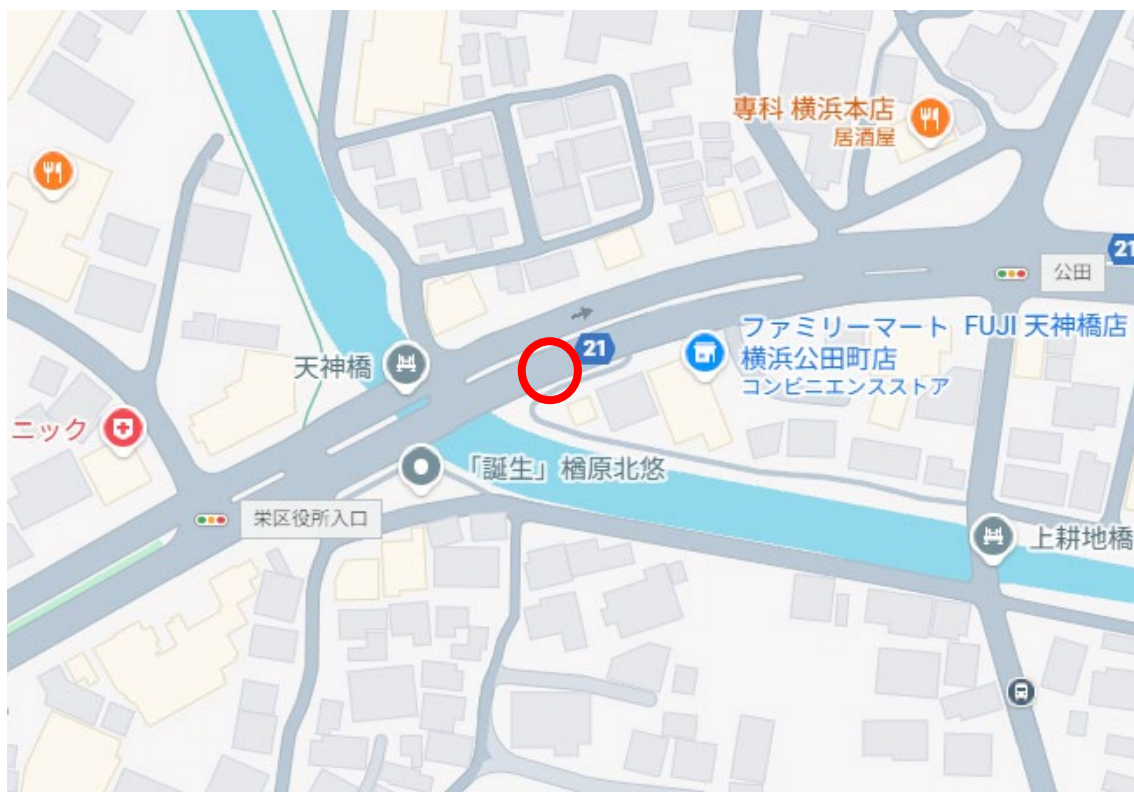 専科 横浜本店
居酒屋
21
公田
ファミリーマート
横浜公田町店
コンビニエンスストア
FUJI 天神橋店
21
天神橋
ニック
「誕生」楢原北悠
栄区役所入口
上耕地橋